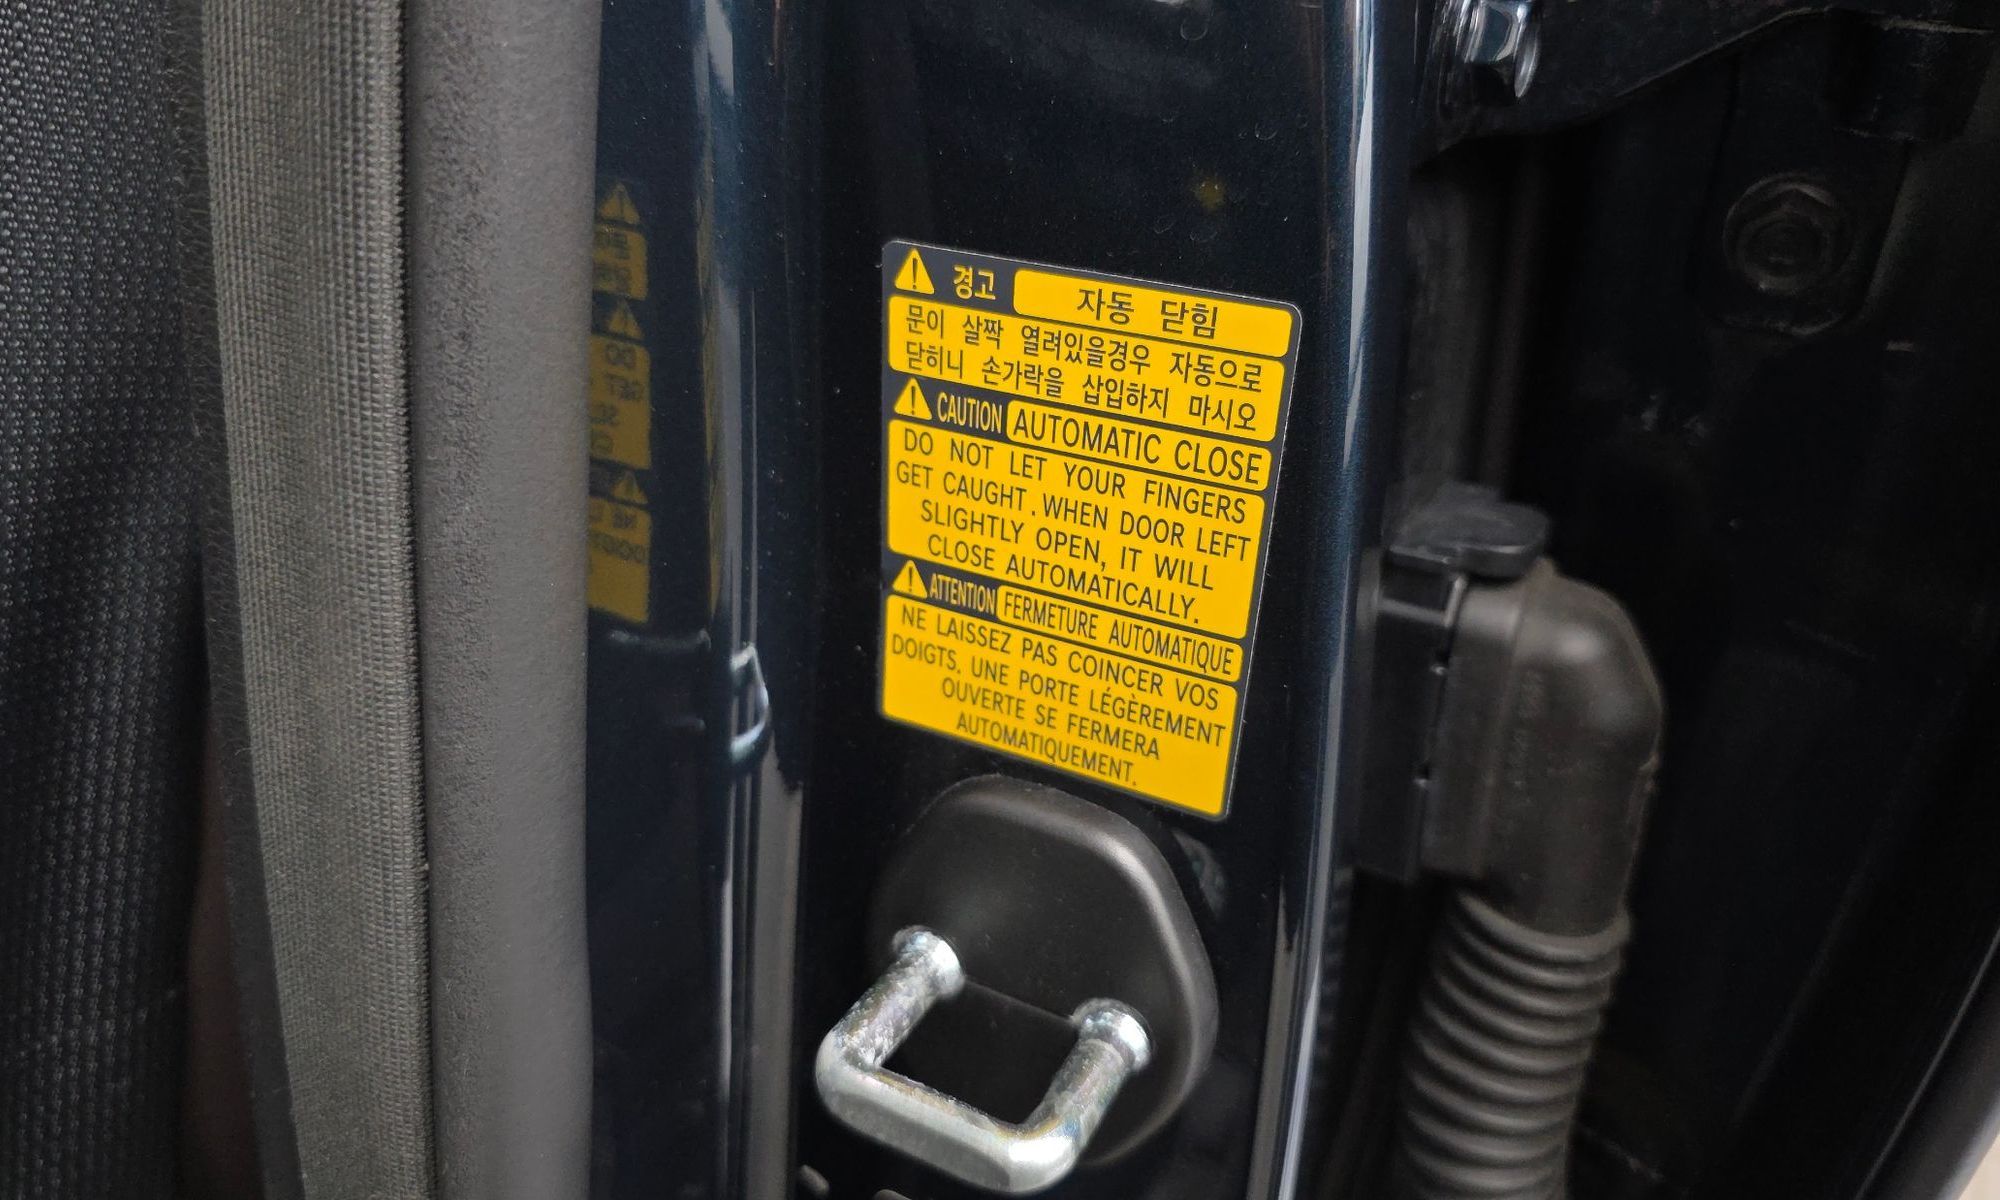 경고 자동 닫힘
문이 살짝 열려있을경우 자동으로
닫히니 손가락을 삽입하지 마시오
CAUTION AUTOMATIC CLOSE
DO NOT LET YOUR FINGERS
GET CAUGHT. WHEN DOOR LEFT
SLIGHTLY OPEN, IT WILL
CLOSE AUTOMATICALLY.
ATTENTION FERMETURE AUTOMATIQUE
NE LAISSEZ PAS COINCER VOS
DOIGTS. UNE PORTE LÉGÈREMENT
OUVERTE SE FERMERA
AUTOMATIQUEMENT.